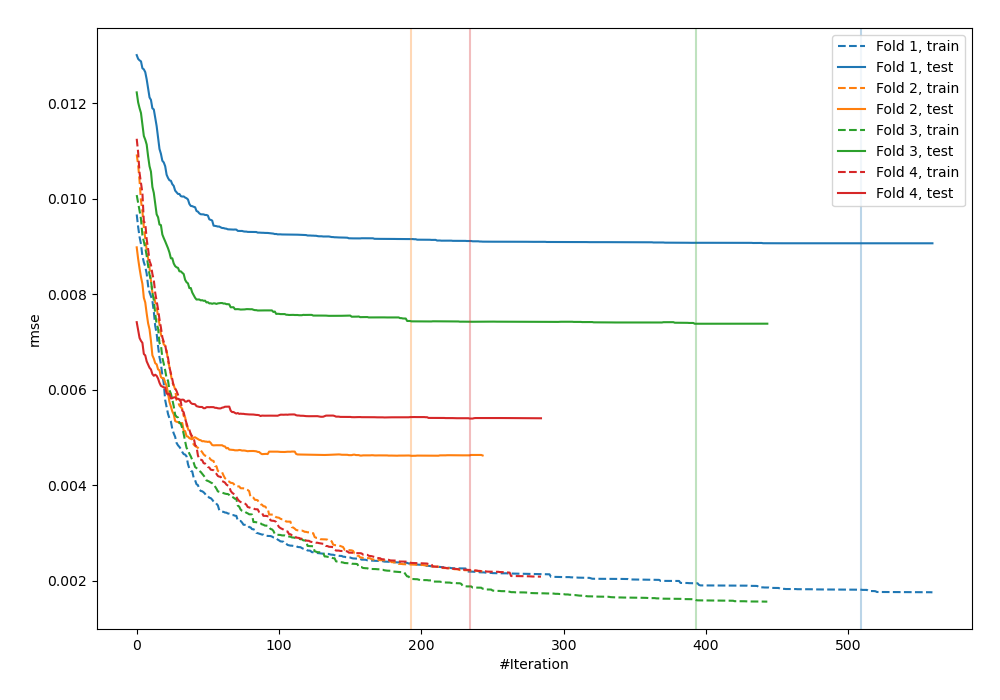 rmse
0.012
0.010
0.008
0.006
0.004
0.002
0
100
200
300
400
500
#Iteration
Fold 1, train
Fold 1, test
Fold 2, train
Fold 2, test
Fold 3, train
Fold 3, test
Fold 4, train
Fold 4, test